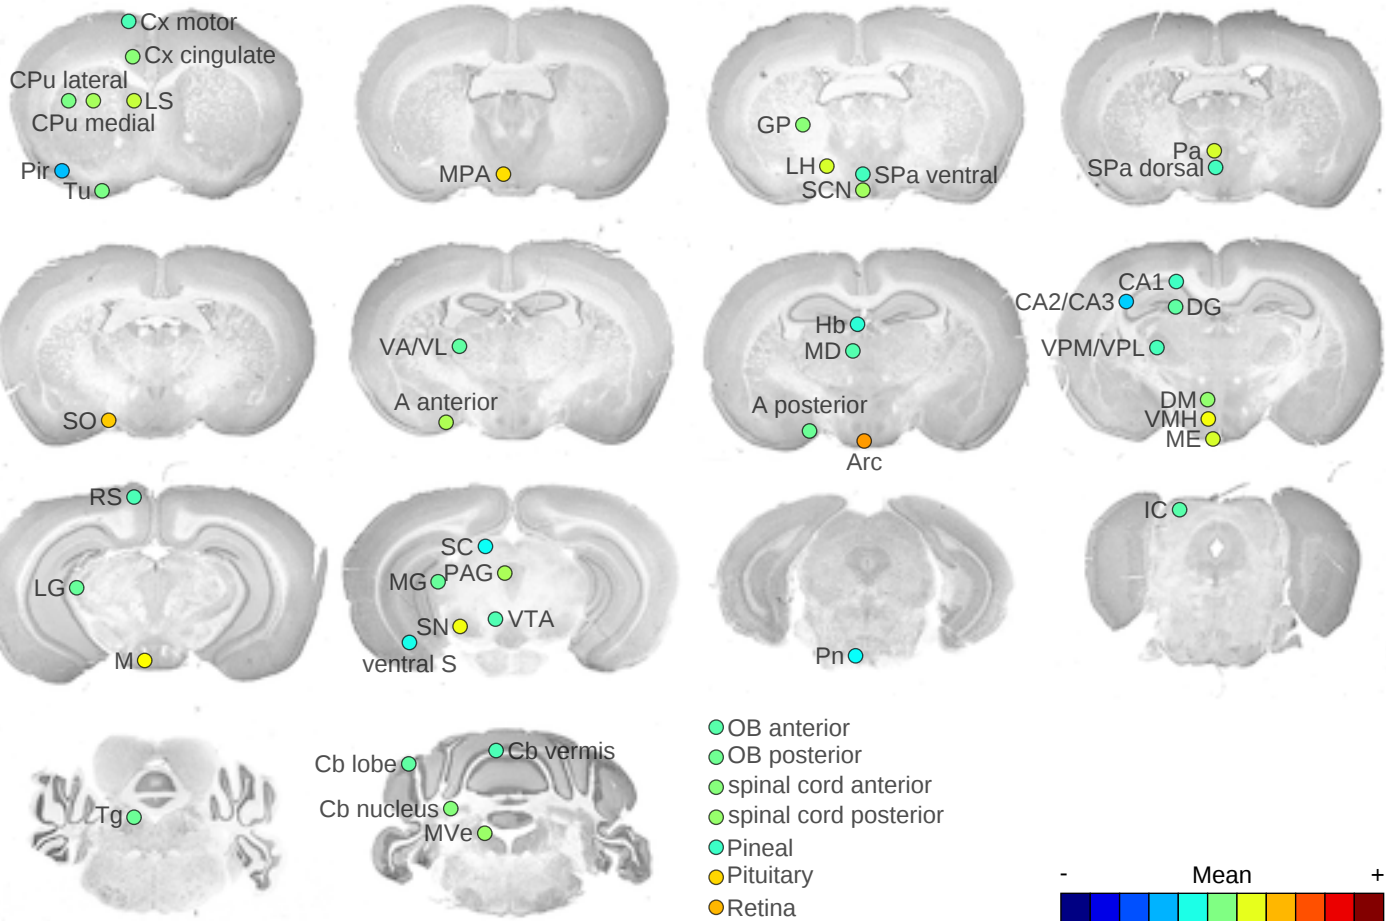 Cx motor
Cx cingulate
CPu lateral
LS
CPu medial
Pir
Tu
MPA
GP
LH
SPa ventral
SCN
Pa
SPa dorsal
SO
VA/VL
A anterior
Hb
MD
A posterior
Arc
CA1
CA2/CA3
DG
VPM/VPL
DM
VMH
ME
RS
LG
M
SC
PAG
MG
VTA
SN
ventral S
Pn
IC
Tg
Cb lobe
Cb vermis
Cb nucleus
MVe
OB anterior
OB posterior
spinal cord anterior
spinal cord posterior
Pineal
Pituitary
Retina
- Mean +